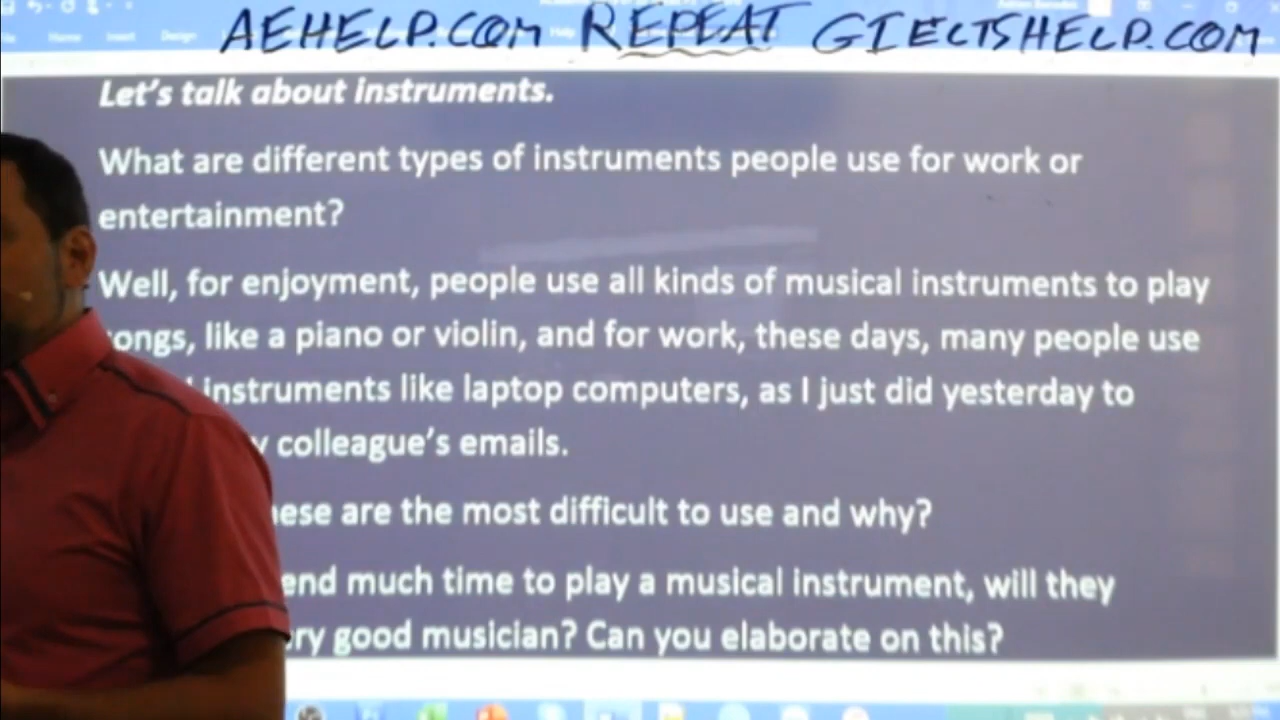 AEHELP.COM REPEAT GIELTSHELP.COM
Let's talk about instruments.
What are different types of instruments people use for work or
entertainment?
Well, for enjoyment, people use all kinds of musical instruments to play
ongs, like a piano or violin, and for work, these days, many people use
instruments like laptop computers, as I just did yesterday to
y colleague's emails.
ese are the most difficult to use and why?
end much time to play a musical instrument, will they
ry good musician? Can you elaborate on this?